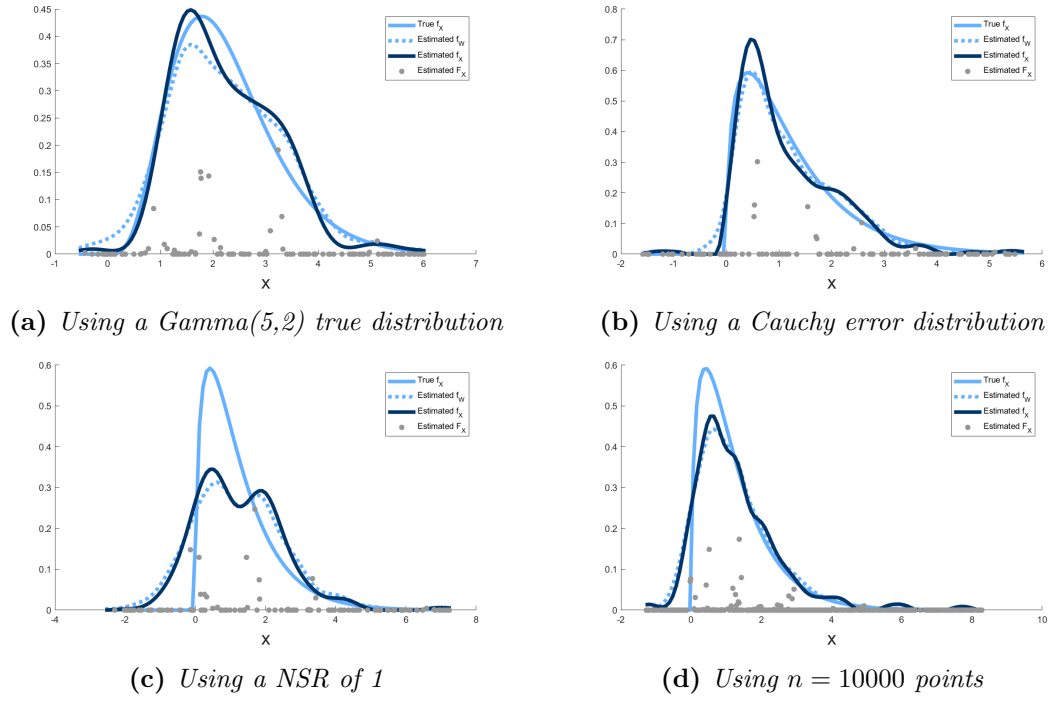 0.45
0.4
0.35
0.3
0.25
0.2
0.15
0.1
0.05
0
-1 0 1 2 3 4 5 6 7
X
True f_X
Estimated f_W
Estimated f_X
Estimated F_X
(a) Using a Gamma(5,2) true distribution
0.8
0.7
0.6
0.5
0.4
0.3
0.2
0.1
0
-2 -1 0 1 2 3 4 5 6
X
True f_X
Estimated f_W
Estimated f_X
Estimated F_X
(b) Using a Cauchy error distribution
0.6
0.5
0.4
0.3
0.2
0.1
0
-4 -2 0 2 4 6 8
X
True f_X
Estimated f_W
Estimated f_X
Estimated F_X
(c) Using a NSR of 1
0.6
0.5
0.4
0.3
0.2
0.1
0
-2 0 2 4 6 8 10
X
True f_X
Estimated f_W
Estimated f_X
Estimated F_X
(d) Using n = 10000 points